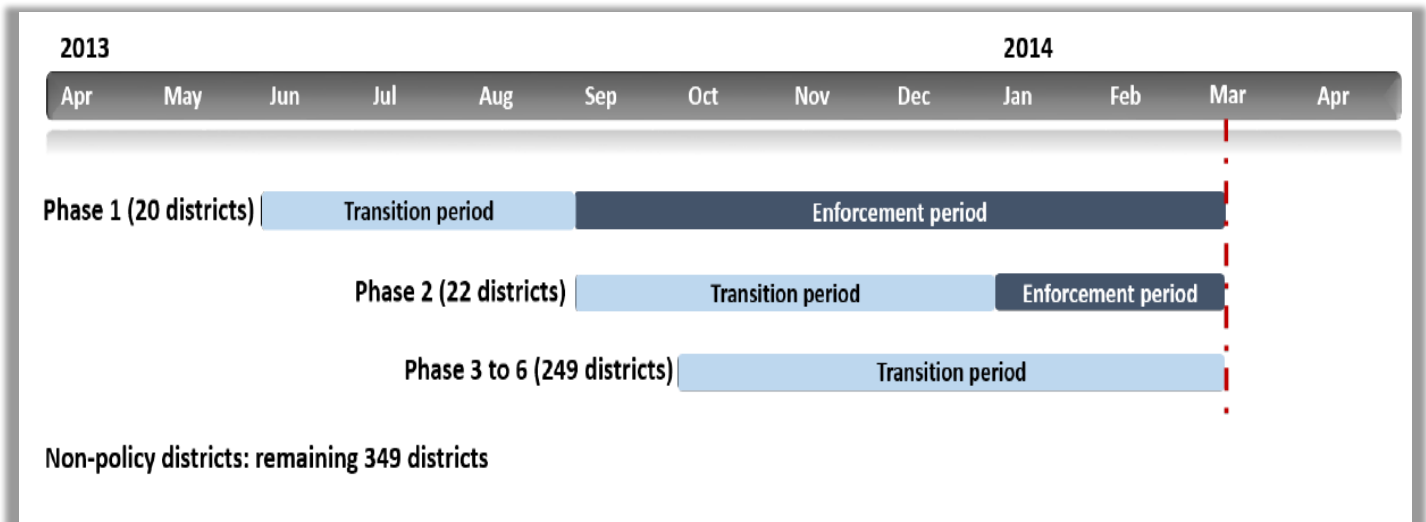 2013 2014
Apr May Jun Jul Aug Sep Oct Nov Dec Jan Feb Mar Apr
Phase 1 (20 districts) Transition period Enforcement period
Phase 2 (22 districts) Transition period Enforcement period
Phase 3 to 6 (249 districts) Transition period
Non-policy districts: remaining 349 districts